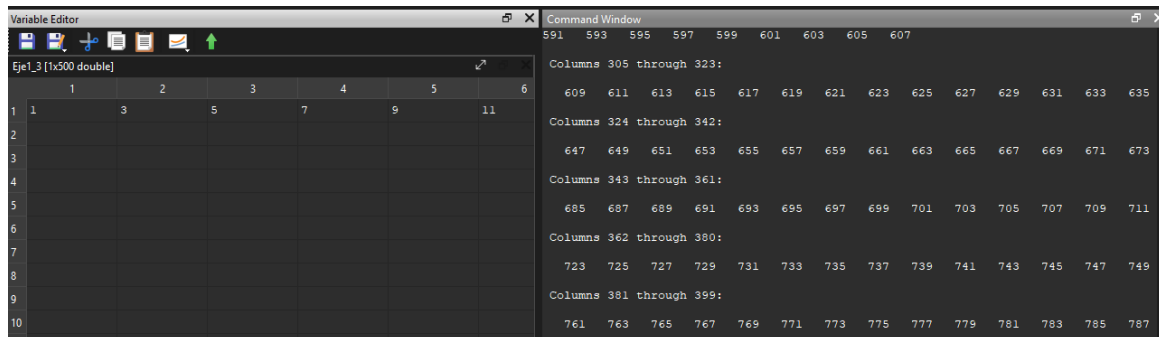 Variable Editor
Eje1_3 [1x500 double]
1 2 3 4 5 6
1 1 3 5 7 9 11
2
3
4
5
6
7
8
9
10
Command Window
591 593 595 597 599 601 603 605 607
Columns 305 through 323:
609 611 613 615 617 619 621 623 625 627 629 631 633 635
Columns 324 through 342:
647 649 651 653 655 657 659 661 663 665 667 669 671 673
Columns 343 through 361:
685 687 689 691 693 695 697 699 701 703 705 707 709 711
Columns 362 through 380:
723 725 727 729 731 733 735 737 739 741 743 745 747 749
Columns 381 through 399:
761 763 765 767 769 771 773 775 777 779 781 783 785 787